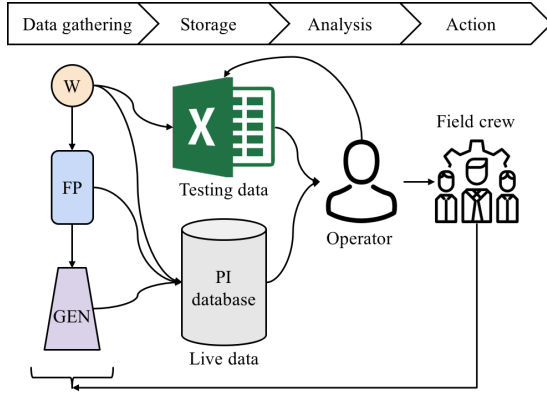 Data gathering
Storage
Analysis
Action
W
X
Testing data
FP
Operator
Field crew
PI
database
GEN
Live data